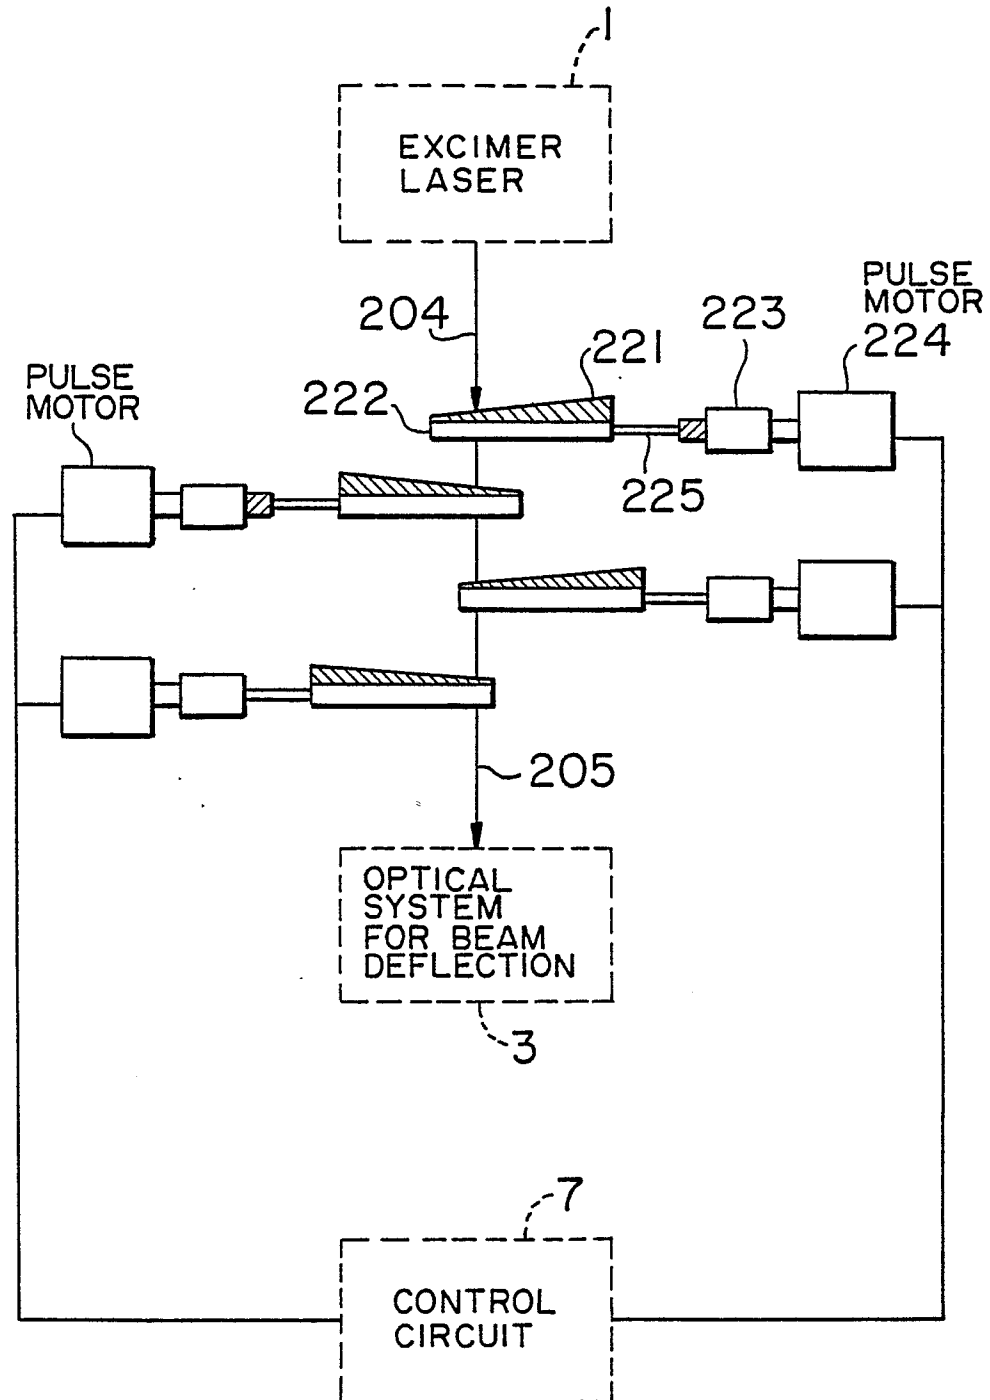 1
EXCIMER
LASER
PULSE
MOTOR
224
204
223
221
PULSE
MOTOR
222
225
205
OPTICAL
SYSTEM
FOR BEAM
DEFLECTION
3
7
CONTROL
CIRCUIT